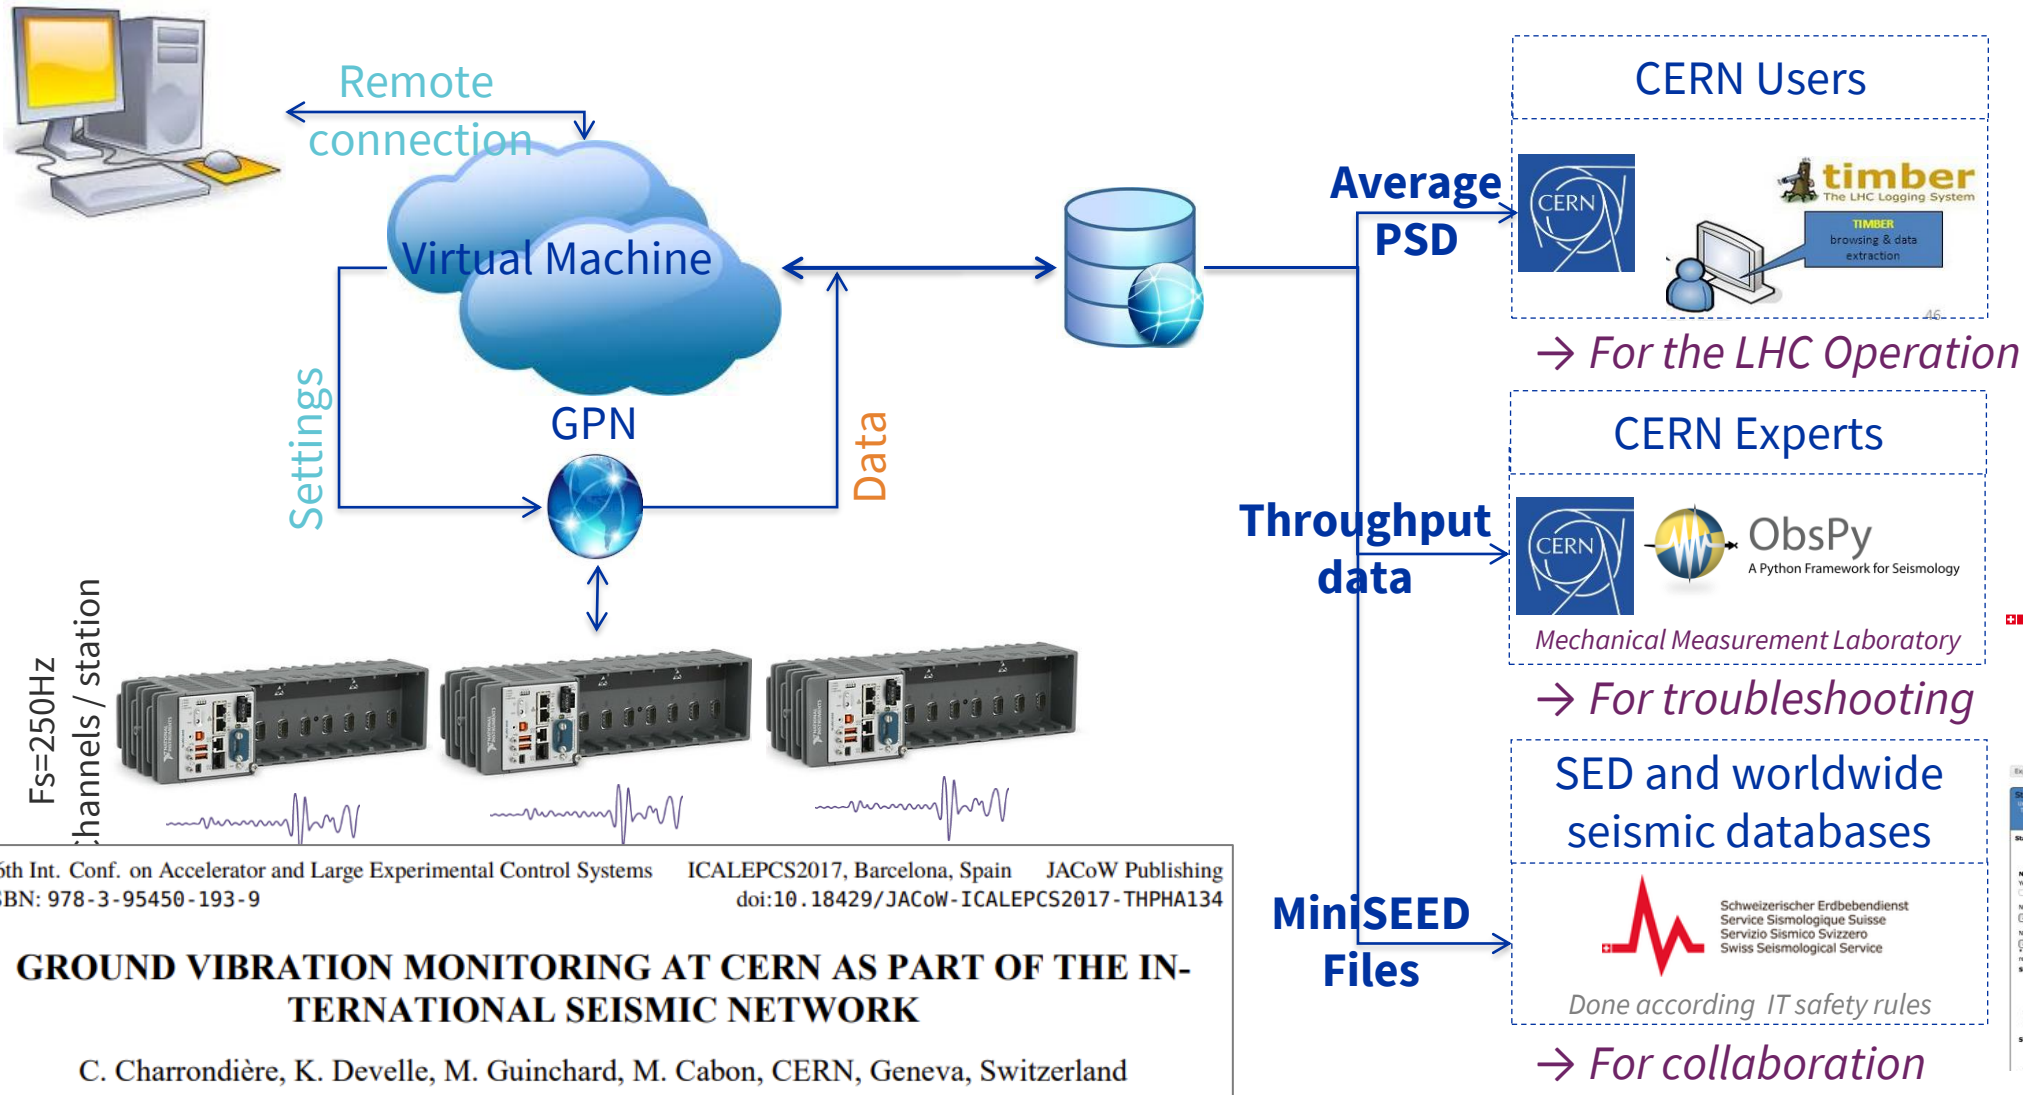 Remote
connection
Virtual Machine
Settings
GPN
Data
Fs=250Hz
channels / station
Average
PSD
Throughput
data
MiniSEED
Files
CERN Users
CERN
timber
The LHC Logging System
TIMBER
browsing & data
extraction
46
→ For the LHC Operation
CERN Experts
CERN
ObsPy
A Python Framework for Seismology
Mechanical Measurement Laboratory
→ For troubleshooting
SED and worldwide
seismic databases
Schweizerischer Erdbebendienst
Service Sismologique Suisse
Servizio Sismico Svizzero
Swiss Seismological Service
Done according IT safety rules
→ For collaboration
6th Int. Conf. on Accelerator and Large Experimental Control Systems ICALEPCS2017, Barcelona, Spain JACoW Publishing
SBN: 978-3-95450-193-9 doi:10.18429/JACoW-ICALEPCS2017-THPHA134
GROUND VIBRATION MONITORING AT CERN AS PART OF THE IN-
TERNATIONAL SEISMIC NETWORK
C. Charrondière, K. Develle, M. Guinchard, M. Cabon, CERN, Geneva, Switzerland